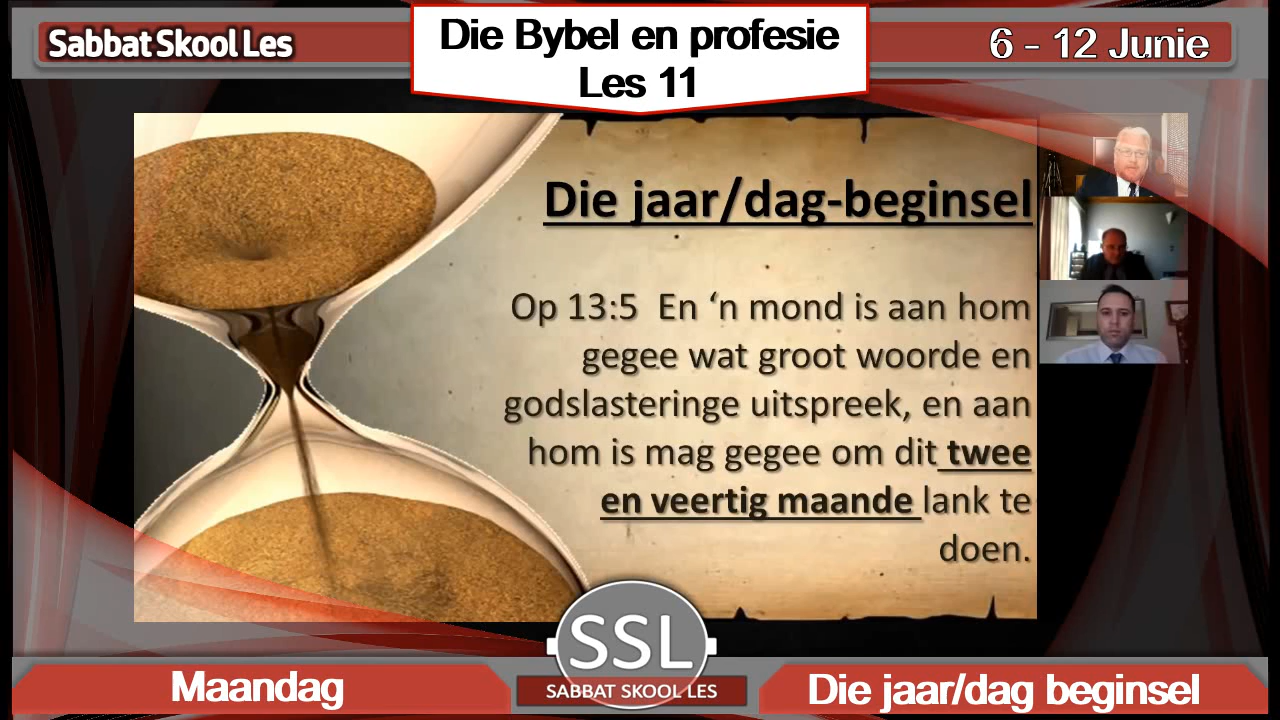 Sabbat Skool Les
Die Bybel en profesie
Les 11
6 - 12 Junie
Die jaar/dag-beginsel
Op 13:5  En ‘n mond is aan hom
gegee wat groot woorde en
godslasteringe uitspreek, en aan
hom is mag gegee om dit twee
en veertig maande lank te
doen.
SSL
SABBAT SKOOL LES
Maandag
Die jaar/dag beginsel